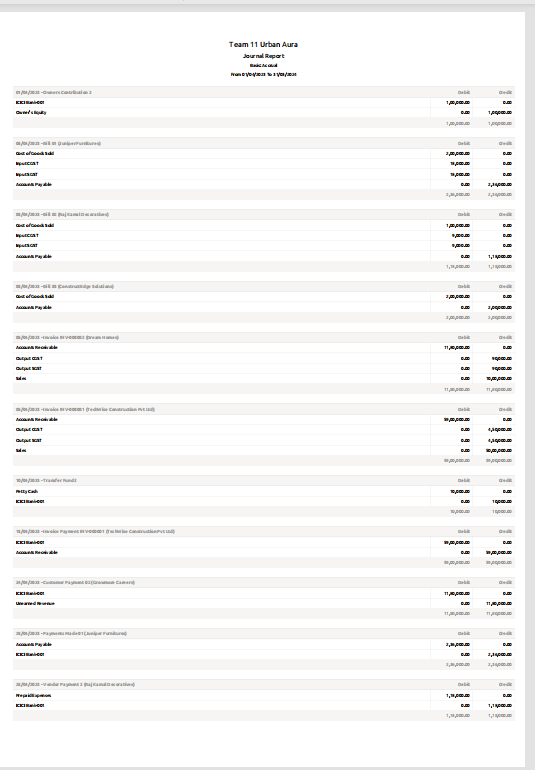 Team 11 Urban Aura
Journal Report
Basis: Accrual
From 01/05/2023 To 31/05/2023
01/05/2023 - Owners Contribution 2 Debit Credit
ICICI Bank-001 1,00,000.00 0.00
Owner's Equity 0.00 1,00,000.00
1,00,000.00 1,00,000.00
Bill 01 (Juniper Furnitures) Debit Credit
Cost of Goods Sold 2,00,000.00 0.00
Input CGST 18,000.00 0.00
Input SGST 18,000.00 0.00
Accounts Payable 0.00 2,36,000.00
2,36,000.00 2,36,000.00
Bill 02 (Raj Kamal Decoratives) Debit Credit
Cost of Goods Sold 1,00,000.00 0.00
Input CGST 9,000.00 0.00
Input SGST 9,000.00 0.00
Accounts Payable 0.00 1,18,000.00
1,18,000.00 1,18,000.00
Bill 03 (Constructridge Solutions) Debit Credit
Cost of Goods Sold 2,00,000.00 0.00
Accounts Payable 0.00 2,00,000.00
2,00,000.00 2,00,000.00
Invoice INV-000002 (Dream Homes) Debit Credit
Accounts Receivable 11,80,000.00 0.00
Output CGST 0.00 90,000.00
Output SGST 0.00 90,000.00
Sales 0.00 10,00,000.00
11,80,000.00 11,80,000.00
Invoice INV-000001 (TechWise Construction Pvt Ltd) Debit Credit
Accounts Receivable 59,00,000.00 0.00
Output CGST 0.00 4,50,000.00
Output SGST 0.00 4,50,000.00
Sales 0.00 50,00,000.00
59,00,000.00 59,00,000.00
10/05/2023 - Transfer Fund 2 Debit Credit
Petty Cash 10,000.00 0.00
ICICI Bank-001 0.00 10,000.00
10,000.00 10,000.00
15/05/2023 - Invoice Payment INV-000001 (TechWise Construction Pvt Ltd) Debit Credit
ICICI Bank-001 59,00,000.00 0.00
Accounts Receivable 0.00 59,00,000.00
59,00,000.00 59,00,000.00
Customer Payment Debit Credit
ICICI Bank-001 11,80,000.00 0.00
Unearned Revenue 0.00 11,80,000.00
11,80,000.00 11,80,000.00
Payments Made-01 (Juniper Furnitures) Debit Credit
Accounts Payable 2,36,000.00 0.00
ICICI Bank-001 0.00 2,36,000.00
2,36,000.00 2,36,000.00
Vendor Payment 2 (Raj Kamal Decoratives) Debit Credit
Prepaid Expenses 1,18,000.00 0.00
ICICI Bank-001 0.00 1,18,000.00
1,18,000.00 1,18,000.00